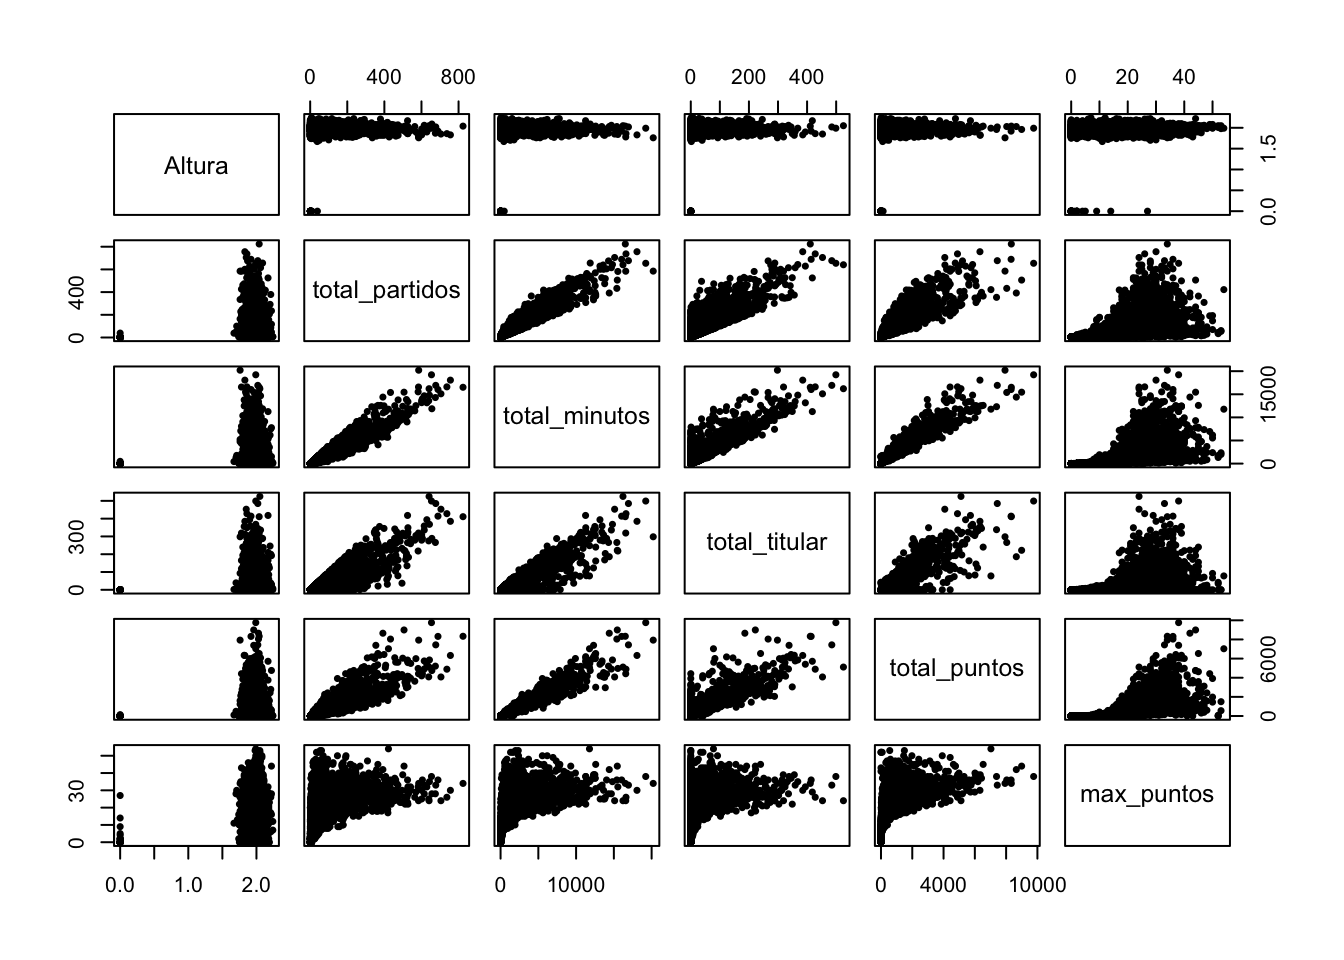 0 400 800 0 200 400 0 20 40
Altura 0.0 1.5
0 400 total_partidos
total_minutos 0 15000
0 300 total_titular
total_puntos 0 6000
0 30 max_puntos
0.0 1.0 2.0 0 10000 0 4000 10000